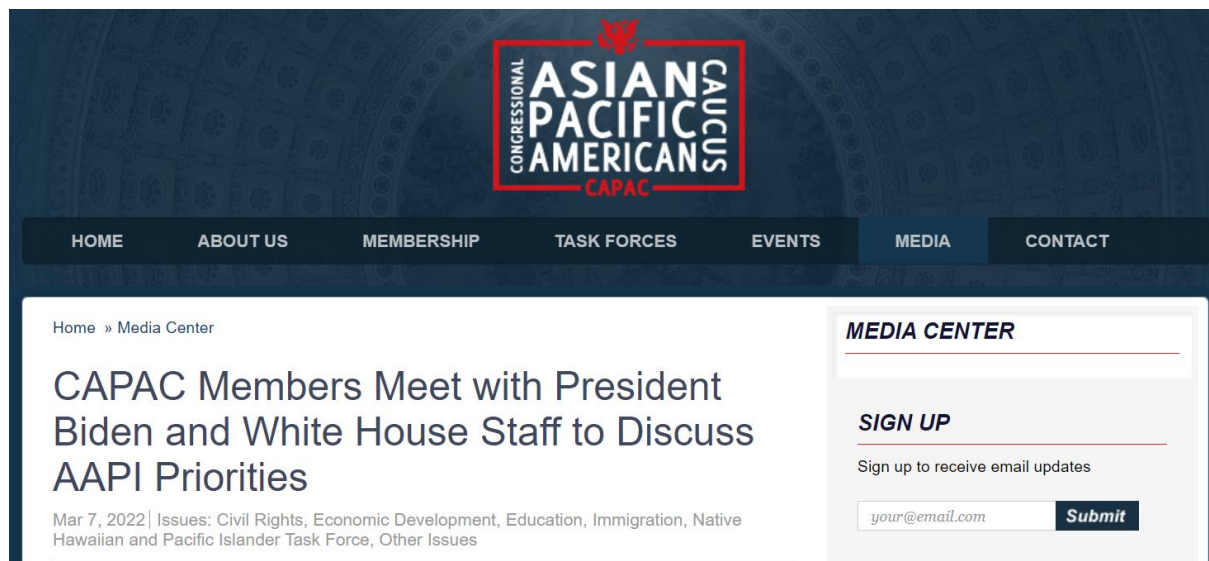 CONGRESSIONAL
ASIAN
PACIFIC
AMERICANS
CAUCUS
CAPAC
HOME ABOUT US MEMBERSHIP TASK FORCES EVENTS MEDIA CONTACT
Home » Media Center
CAPAC Members Meet with President
Biden and White House Staff to Discuss
AAPI Priorities
Mar 7, 2022| Issues: Civil Rights, Economic Development, Education, Immigration, Native
Hawaiian and Pacific Islander Task Force, Other Issues
MEDIA CENTER
SIGN UP
Sign up to receive email updates
your@email.com Submit